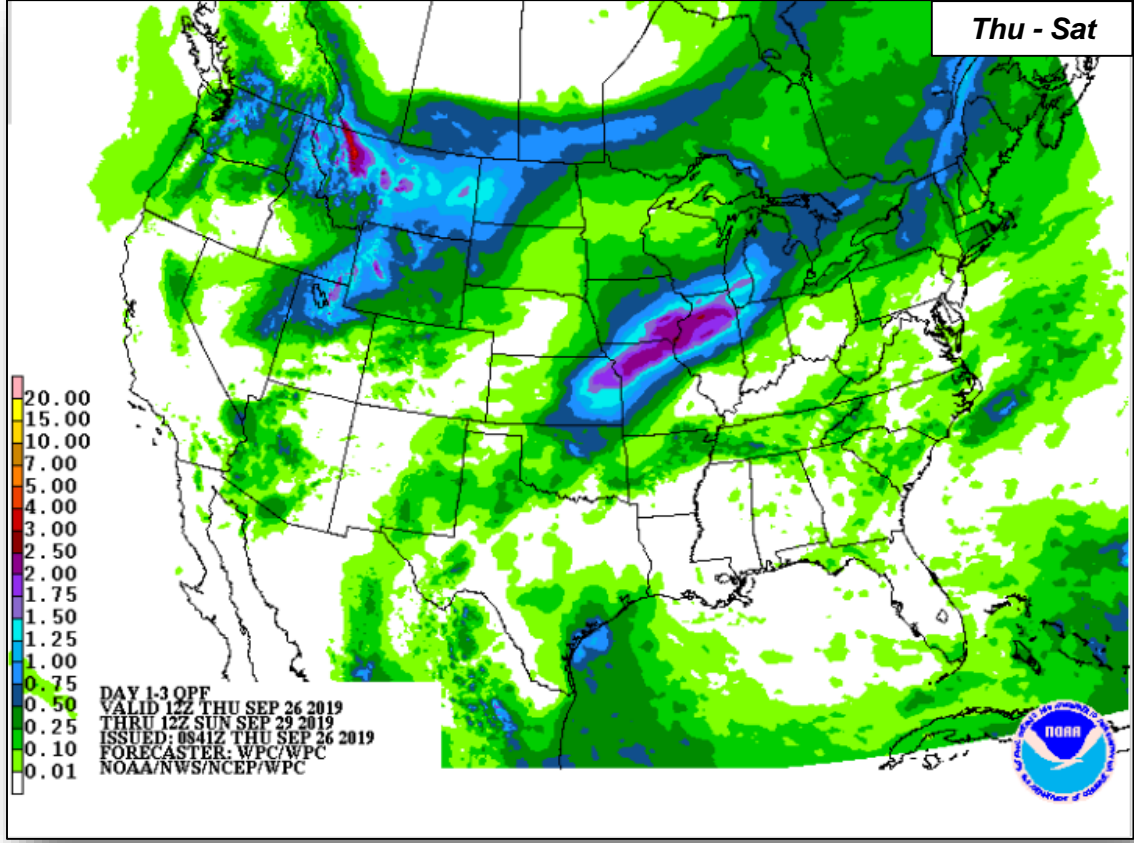 Thu - Sat
20.00
15.00
10.00
7.00
5.00
4.00
3.00
2.50
2.00
1.75
1.50
1.25
1.00
0.75
0.50
0.25
0.10
0.01
DAY 1-3 QPF
VALID 12Z THU SEP 26 2019
THRU 12Z SUN SEP 29 2019
ISSUED: 0841Z THU SEP 26 2019
FORECASTER: WPC/WPC
NOAA/NWS/NCEP/WPC
NOAA